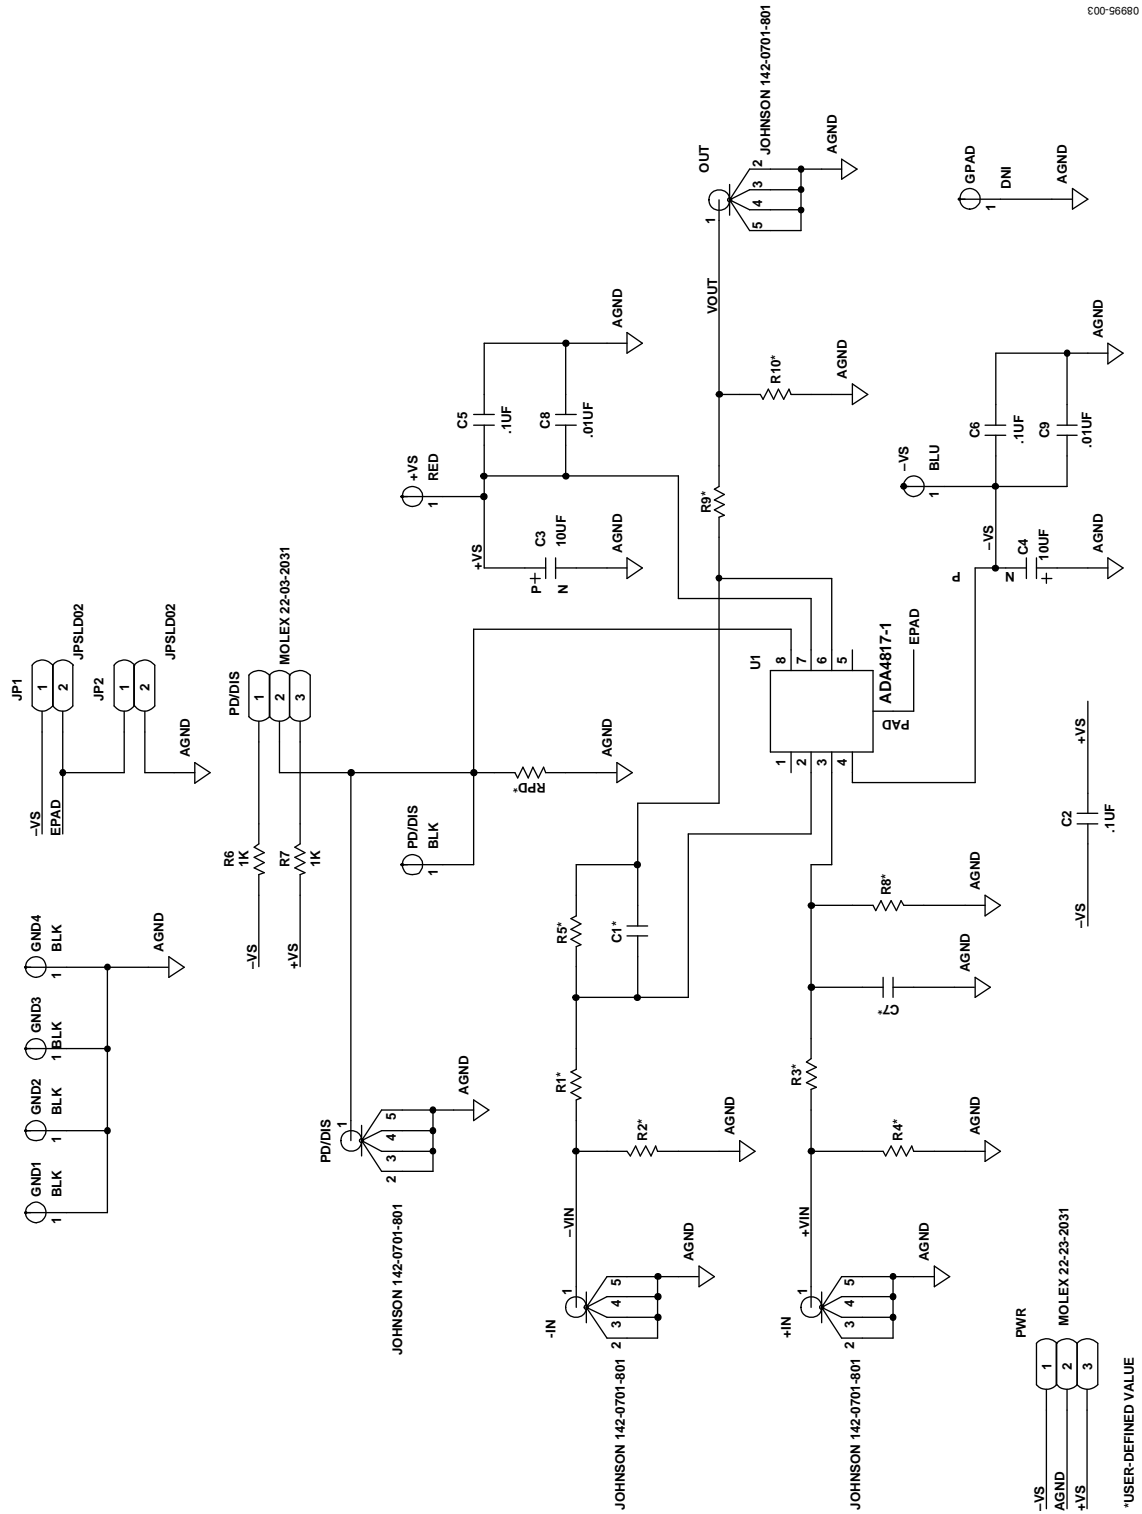 GND1
1
BLK
GND2
1
BLK
GND3
1
BLK
GND4
1
BLK
AGND
JP1
–VS
EPAD
1
2
JPSLD02
JP2
1
2
JPSLD02
AGND
PD/DIS
MOLEX 22-03-2031
–VS
R6
1K
1
2
+VS
R7
1K
3
PD/DIS
1
5
4
3
2
AGND
JOHNSON 142-0701-801
PD/DIS
1
BLK
RPD*
AGND
+VS
1
RED
+VS
C3
P
+
N
10UF
AGND
C5
.1UF
C8
.01UF
AGND
-IN
1
5
4
3
2
AGND
JOHNSON 142-0701-801
–VIN
R2*
AGND
R1*
R5*
C1*
+IN
1
5
4
3
2
AGND
JOHNSON 142-0701-801
+VIN
R4*
AGND
R3*
C7*
AGND
R8*
AGND
U1
1
2
3
4
8
7
6
5
ADA4817-1
PAD
EPAD
R9*
R10*
AGND
VOUT
OUT
1
2
3
4
5
JOHNSON 142-0701-801
AGND
–VS
1
BLU
–VS
P
N
C4
10UF
+
AGND
C6
.1UF
C9
.01UF
AGND
GPAD
1
DNI
AGND
–VS
C2
.1UF
+VS
PWR
–VS
AGND
+VS
1
2
3
MOLEX 22-23-2031
*USER-DEFINED VALUE
08995-003